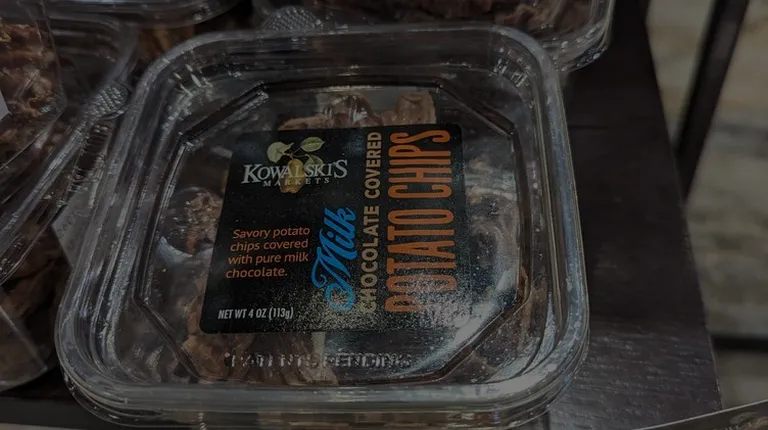 KOWALSKI'S
MARKETS
Savory potato
chips covered
with pure milk
chocolate.
NET WT 4 OZ (113g)
Milk
CHOCOLATE COVERED
POTATO CHIPS
*PATENTS PENDING*